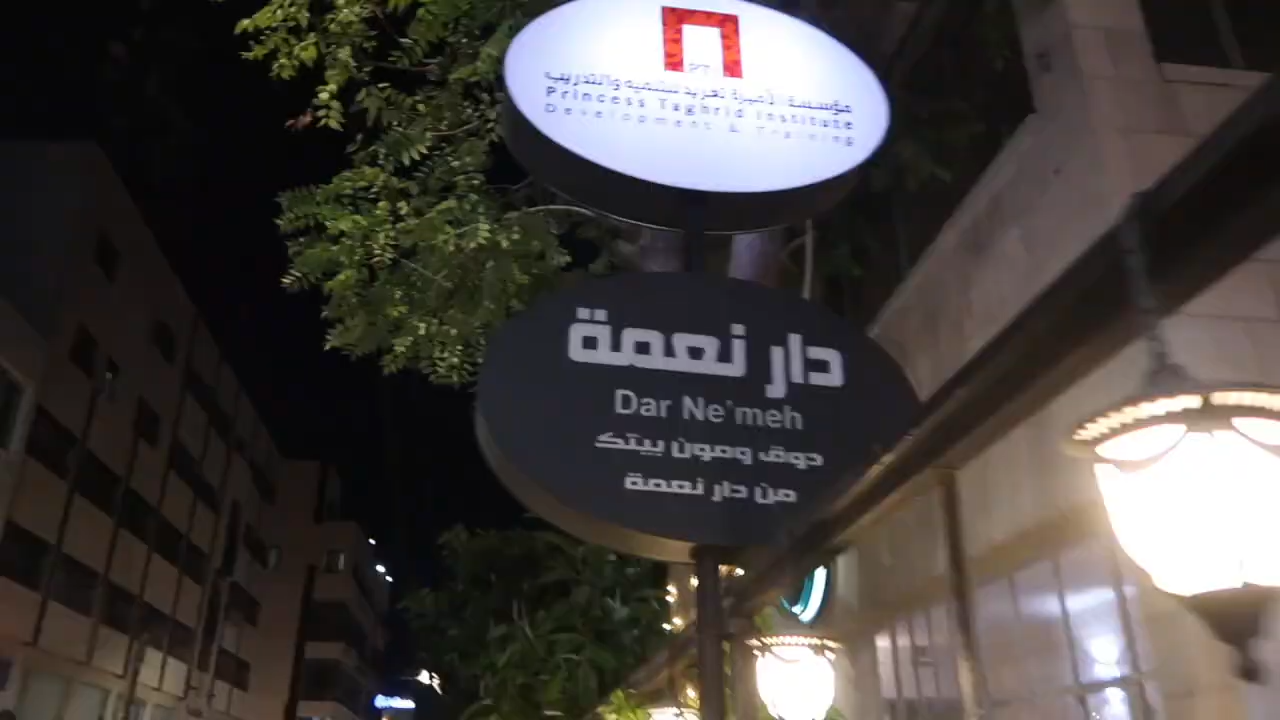 PTI
مؤسسة الأميرة تغريد للتنمية والتدريب
Princess Taghrid Institute
Development & Training
دار نعمة
Dar Ne'meh
دوق ومون بيتك
من دار نعمة